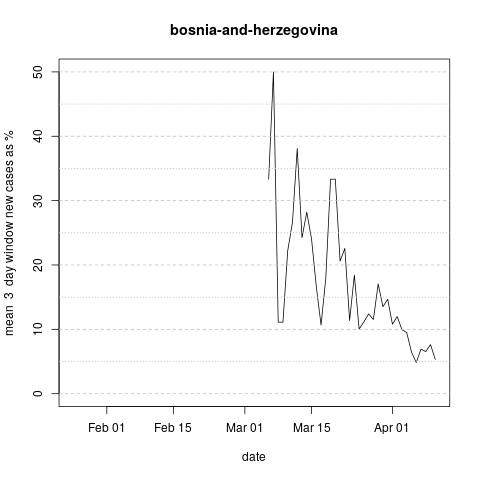 bosnia-and-herzegovina
mean 3 day window new cases as %
50
40
30
20
10
0
Feb 01 Feb 15 Mar 01 Mar 15 Apr 01
date